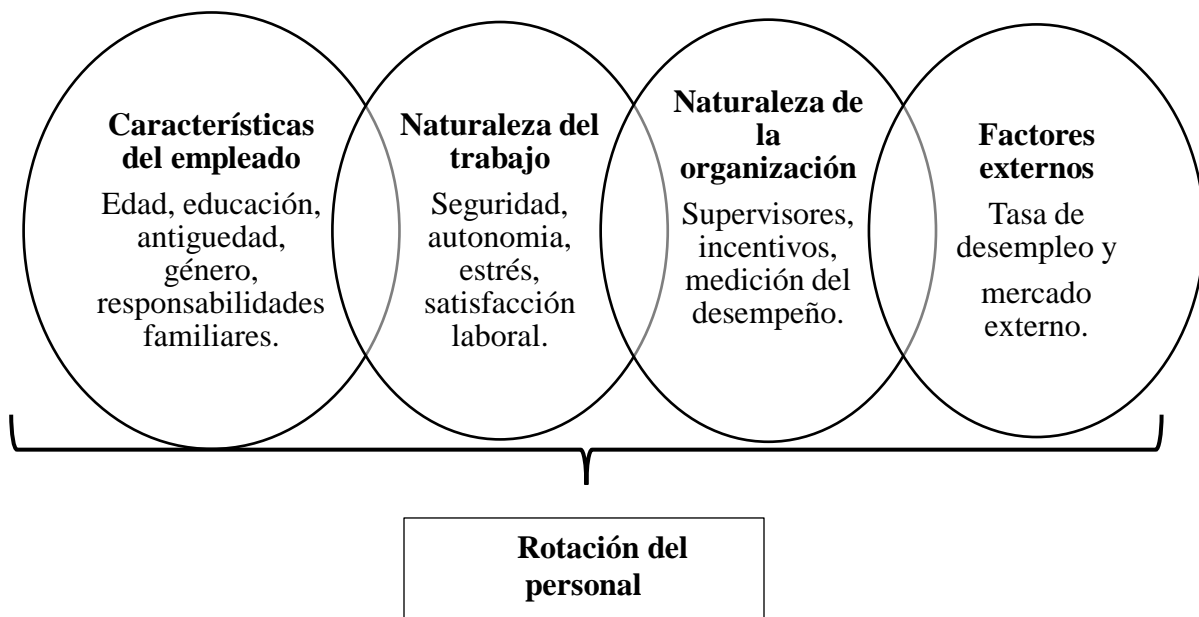 Característicias
del empleado
Edad, educación,
antiguedad,
género,
responsabilidades
familiares.
Naturaleza del
trabajo
Seguridad,
autonomia,
estrés,
satisfacción
laboral.
Naturaleza de
la
organización
Supervisores,
incentivos,
medición del
desempeño.
Factores
externos
Tasa de
desempleo y
mercado
externo.
Rotación del
personal